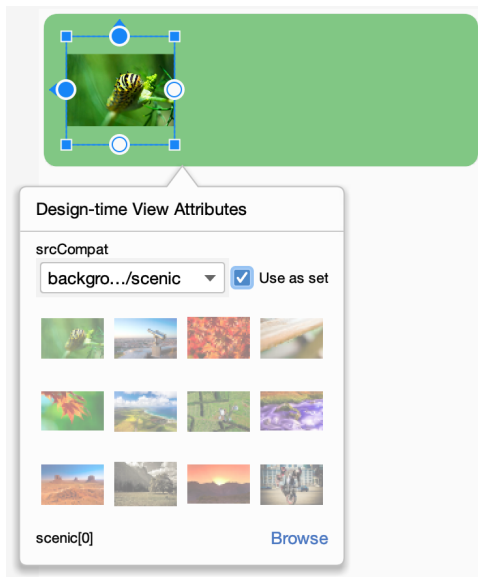 Design-time View Attributes
srcCompat
backgro.../scenic
Use as set
scenic[0]
Browse